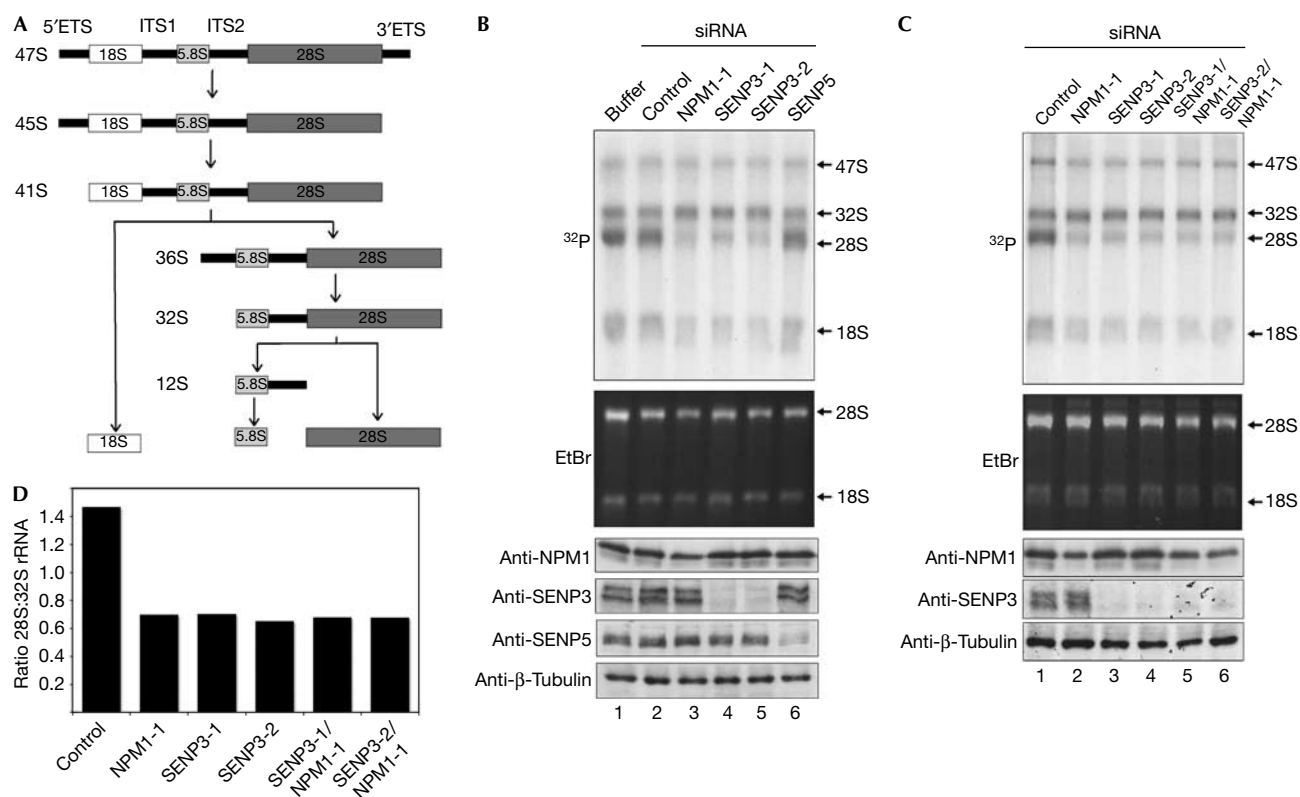 A
5′ETS ITS1 ITS2 3′ETS
47S 18S 5.8S 28S
45S 18S 5.8S 28S
41S 18S 5.8S 28S
36S 5.8S 28S
32S 5.8S 28S
12S 5.8S
18S 5.8S 28S
B
siRNA
Buffer Control NPM1-1 SENP3-1 SENP3-2 SENP5
47S
32S
32P 28S
18S
28S
EtBr
18S
Anti-NPM1
Anti-SENP3
Anti-SENP5
Anti-β-Tubulin
1 2 3 4 5 6
C
siRNA
Control NPM1-1 SENP3-1 SENP3-2 SENP3-1/ NPM1-1 SENP3-2/ NPM1-1
47S
32S
32P 28S
18S
28S
EtBr
18S
Anti-NPM1
Anti-SENP3
Anti-β-Tubulin
1 2 3 4 5 6
D
Ratio 28S:32S rRNA
1.4
1.2
1.0
0.8
0.6
0.4
0.2
Control NPM1-1 SENP3-1 SENP3-2 SENP3-1/ NPM1-1 SENP3-2/ NPM1-1